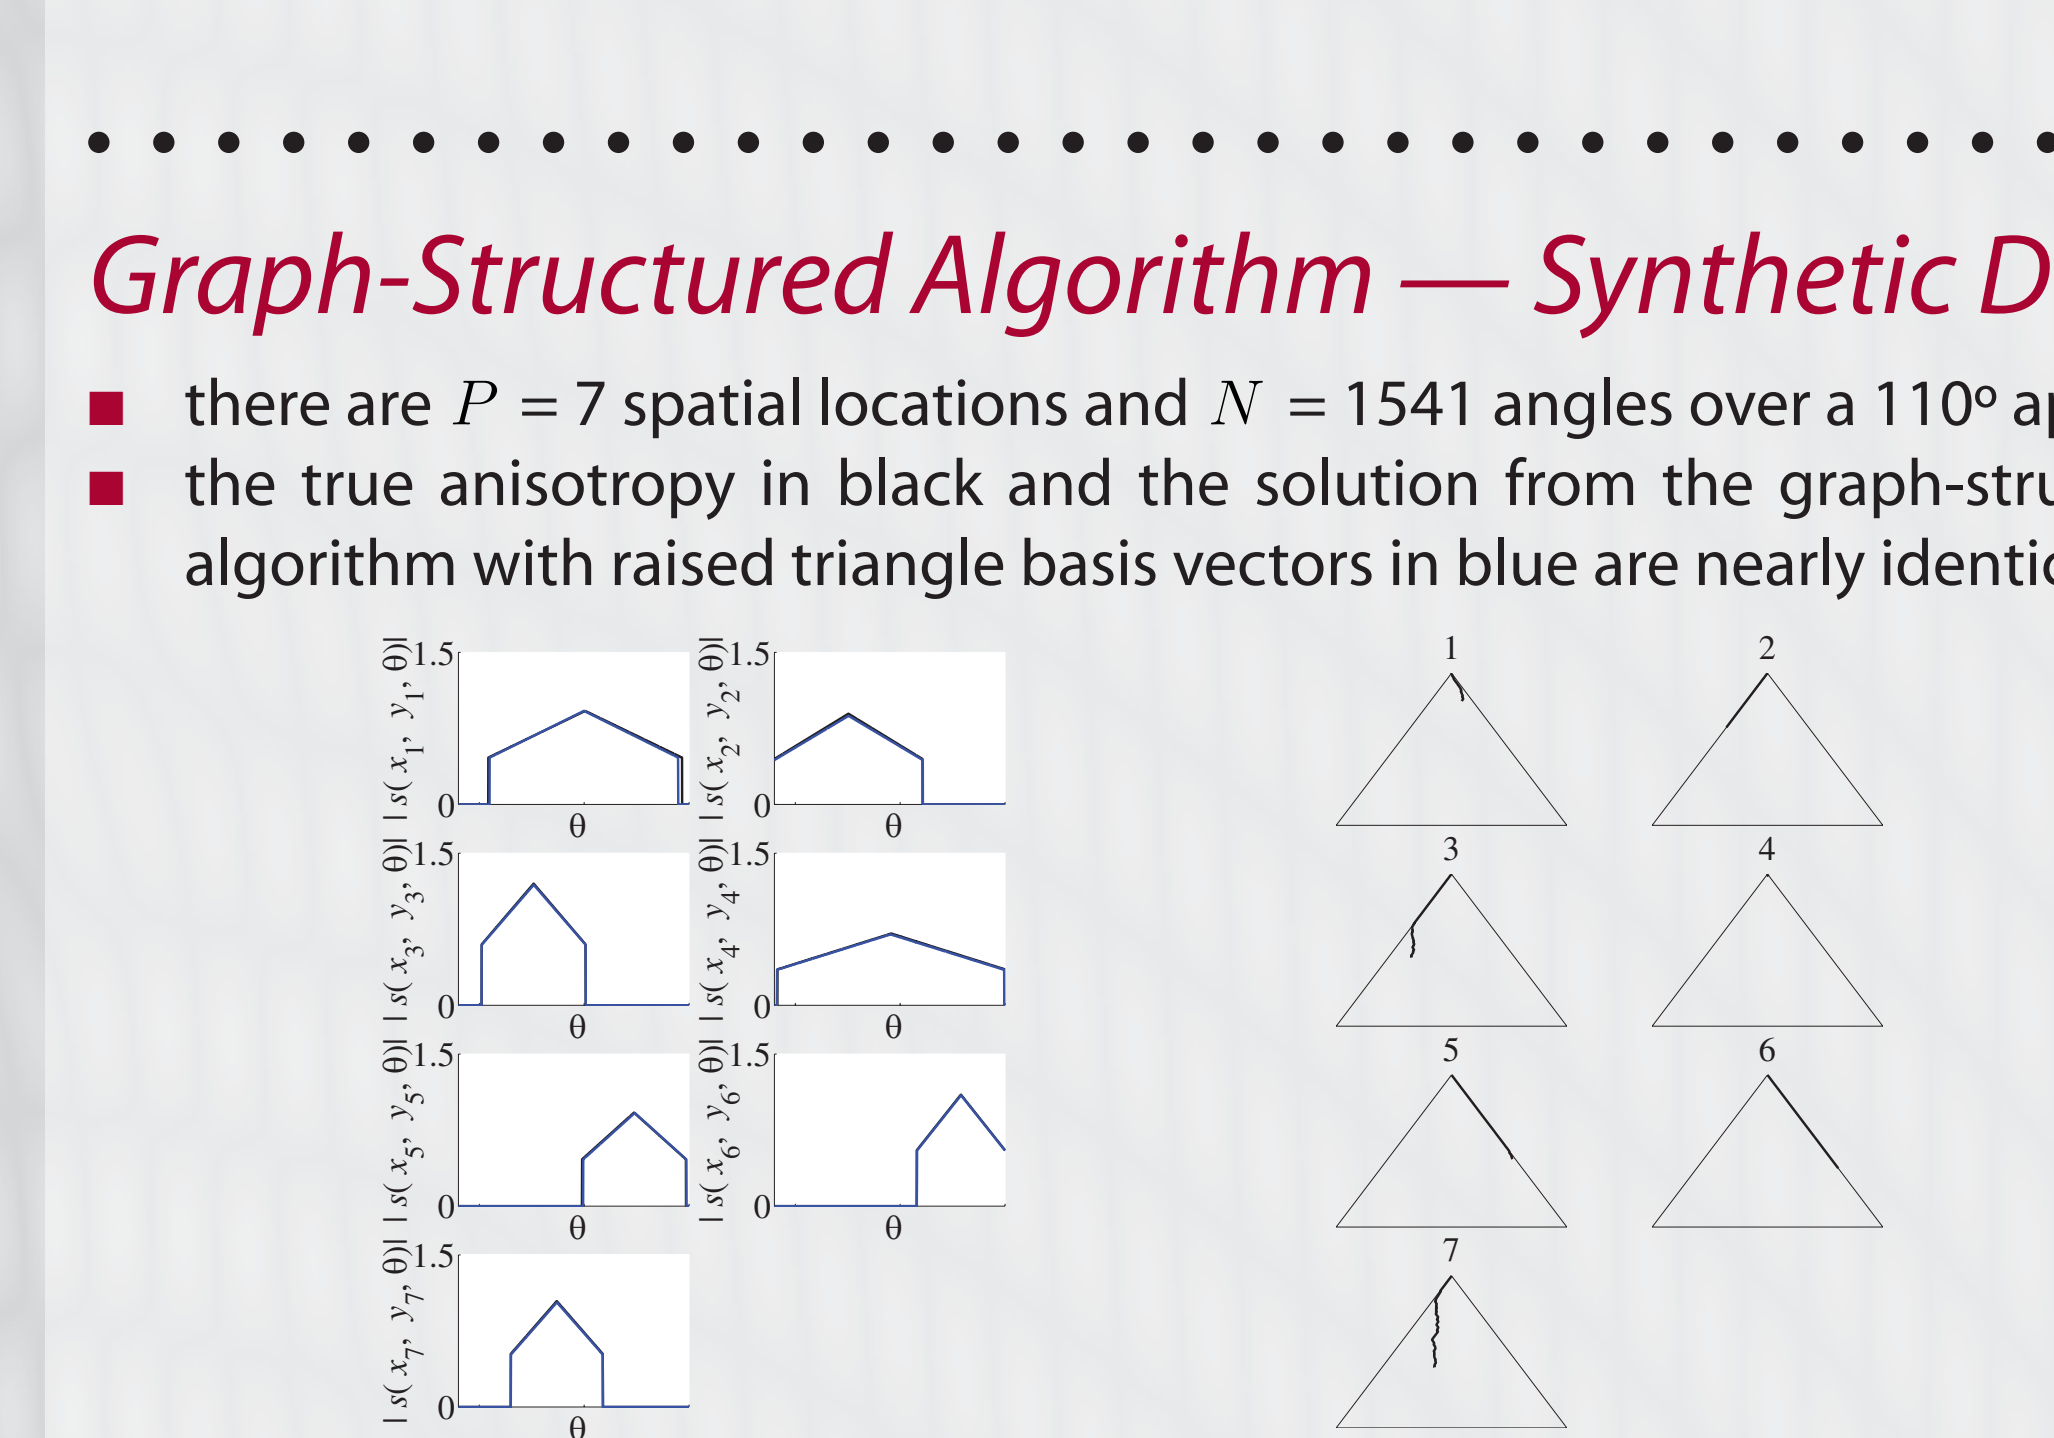 Graph-Structured Algorithm — Synthetic D
■ there are P = 7 spatial locations and N = 1541 angles over a 110º ap
■ the true anisotropy in black and the solution from the graph-stru
algorithm with raised triangle basis vectors in blue are nearly identic
|s(x₁, y₁, θ)| 1.5 0 θ
|s(x₂, y₂, θ)| 1.5 0 θ
1
2
|s(x₃, y₃, θ)| 1.5 0 θ
|s(x₄, y₄, θ)| 1.5 0 θ
3
4
|s(x₅, y₅, θ)| 1.5 0 θ
|s(x₆, y₆, θ)| 1.5 0 θ
5
6
|s(x₇, y₇, θ)| 1.5 0 θ
7